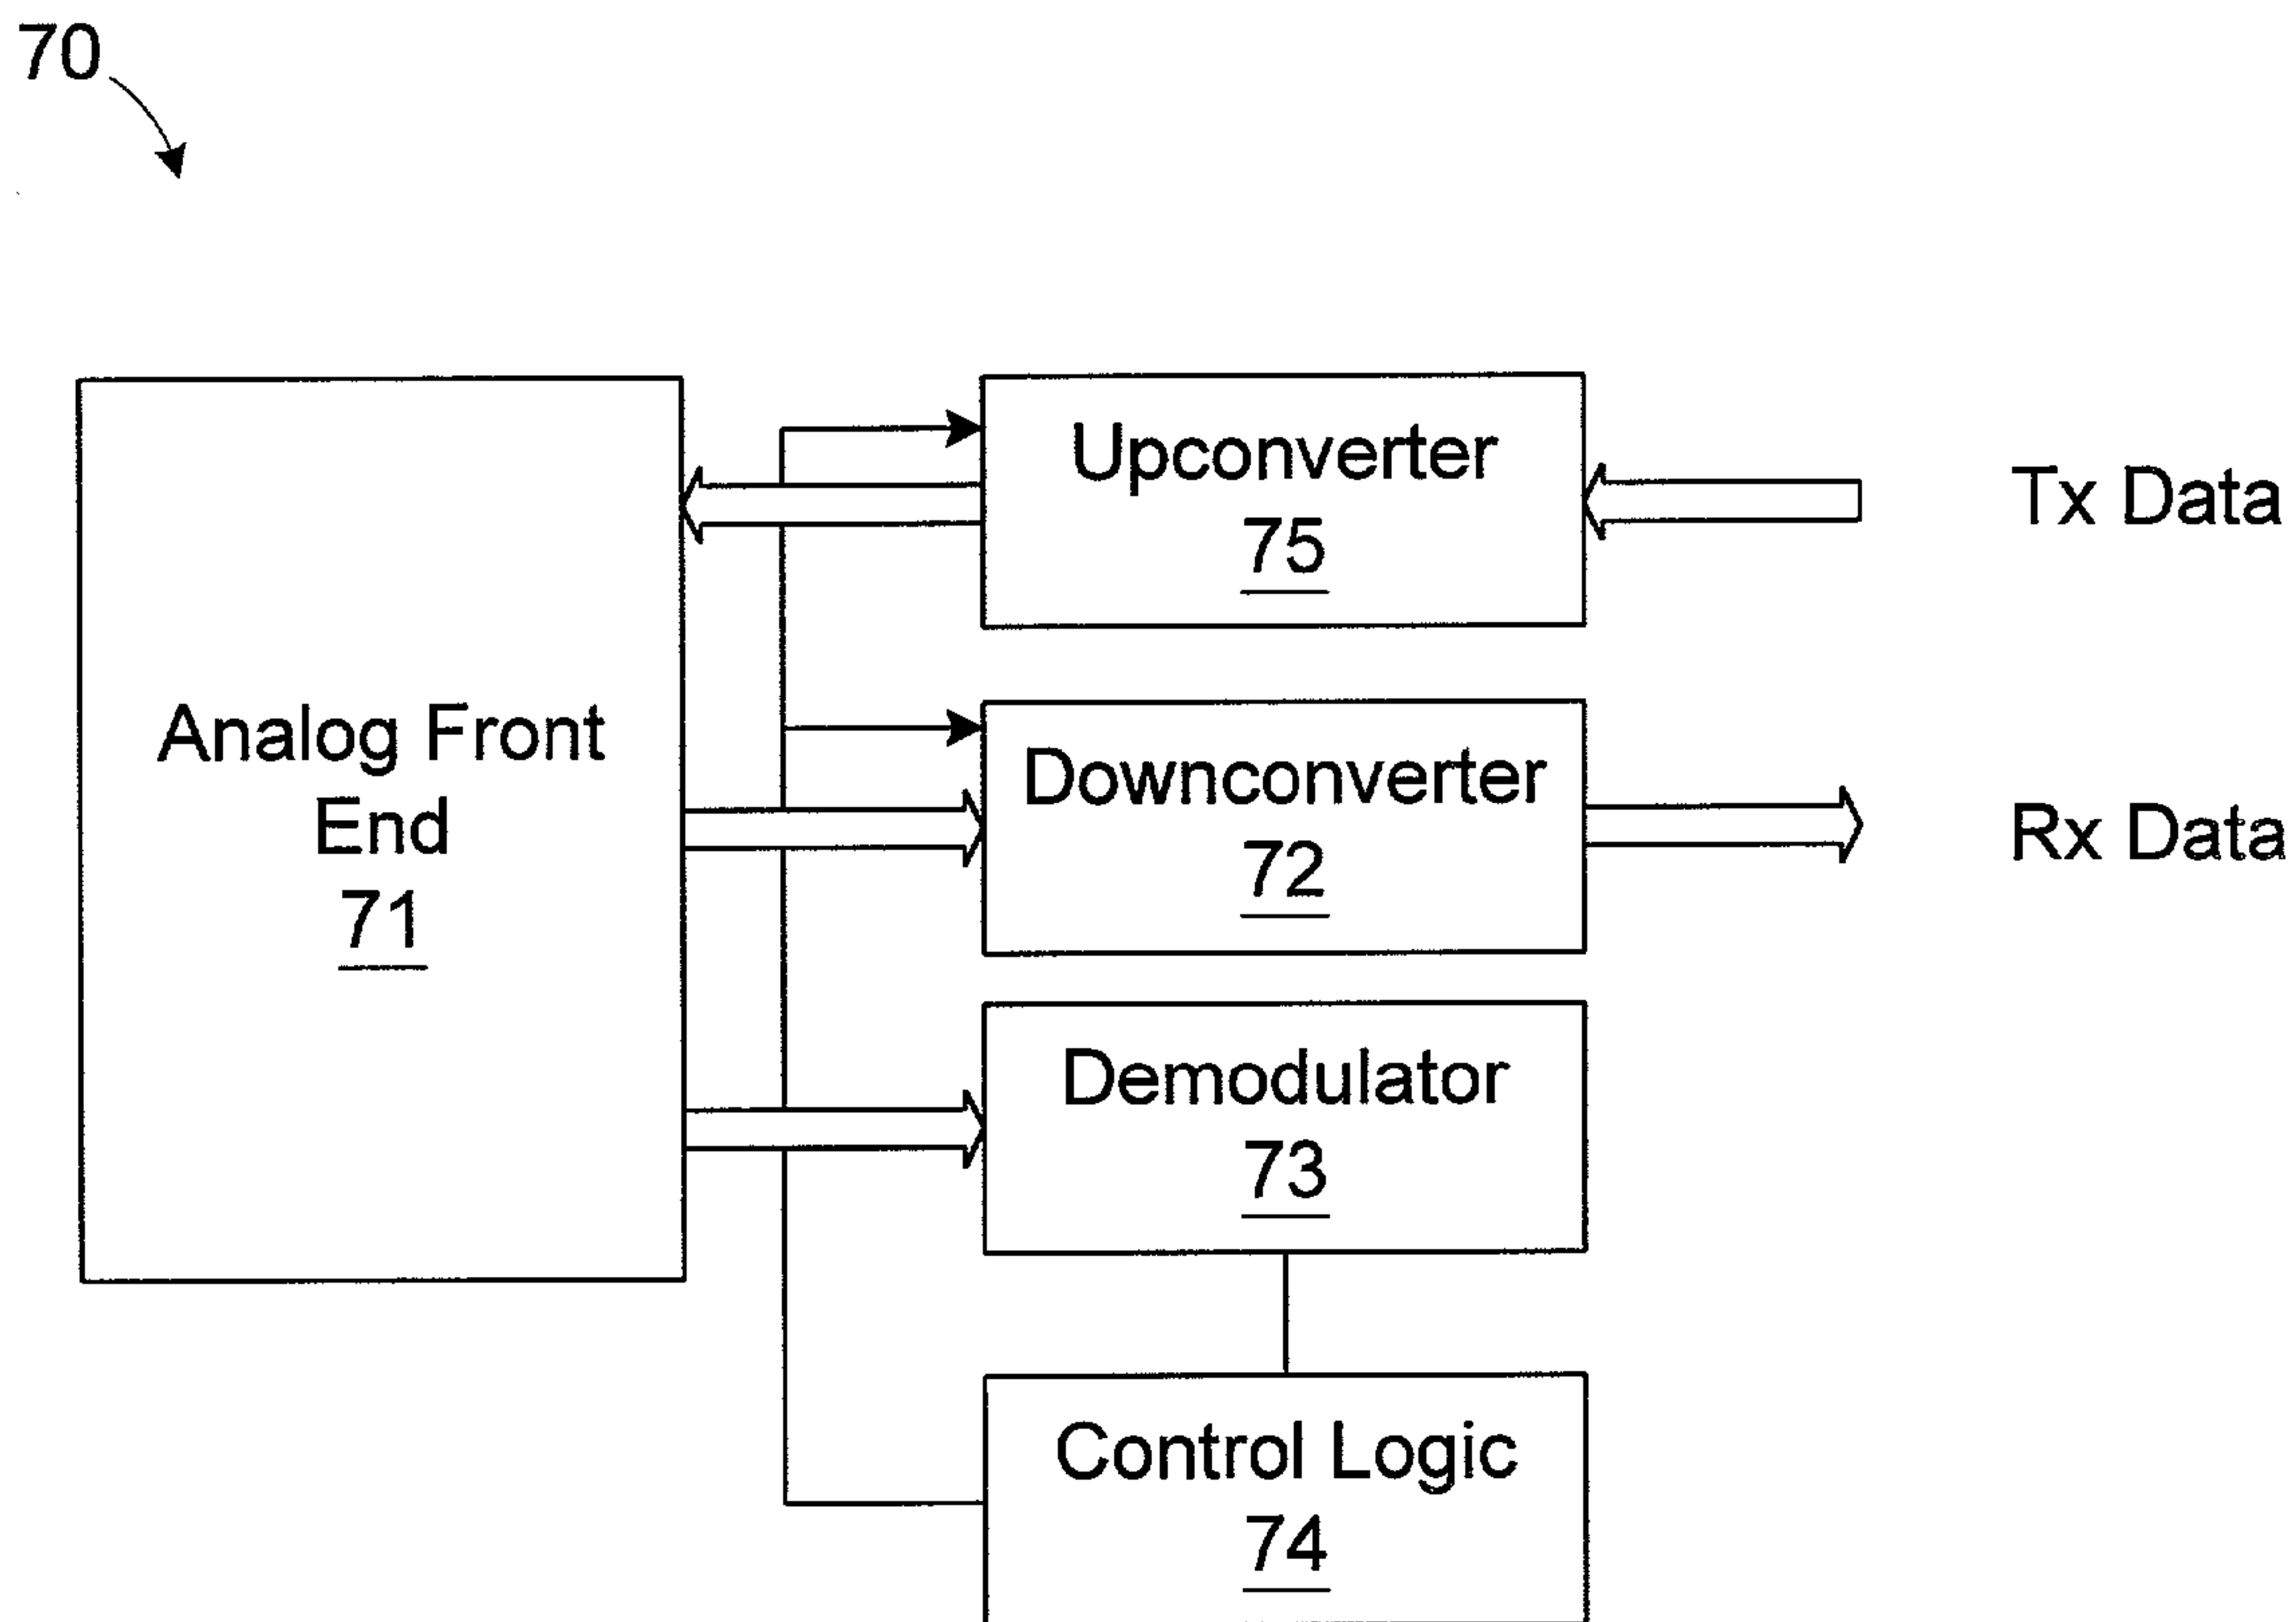 70
Upconverter
75
Tx Data
Analog Front
End
71
Downconverter
72
Rx Data
Demodulator
73
Control Logic
74